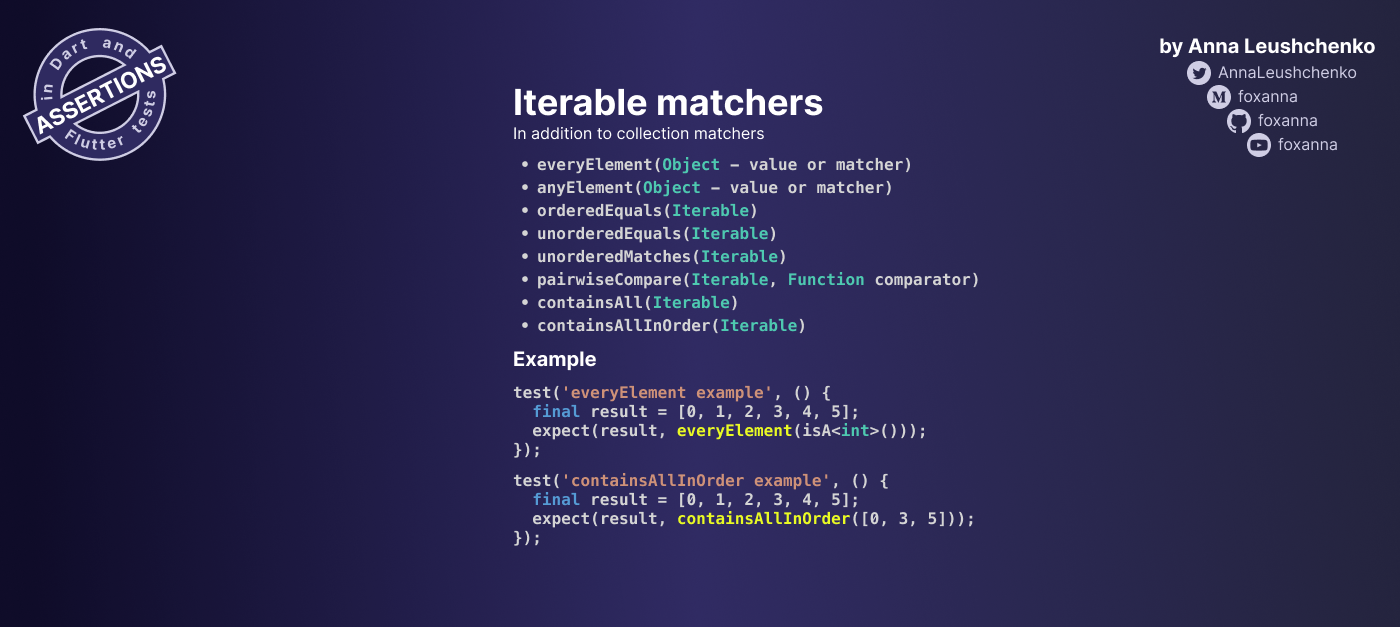 in Dart and
ASSERTIONS
Flutter tests
by Anna Leushchenko
AnnaLeushchenko
foxanna
foxanna
foxanna
Iterable matchers
In addition to collection matchers
• everyElement(Object – value or matcher)
• anyElement(Object – value or matcher)
• orderedEquals(Iterable)
• unorderedEquals(Iterable)
• unorderedMatches(Iterable)
• pairwiseCompare(Iterable, Function comparator)
• containsAll(Iterable)
• containsAllInOrder(Iterable)
Example
test('everyElement example', () {
  final result = [0, 1, 2, 3, 4, 5];
  expect(result, everyElement(isA<int>()));
});
test('containsAllInOrder example', () {
  final result = [0, 1, 2, 3, 4, 5];
  expect(result, containsAllInOrder([0, 3, 5]));
});